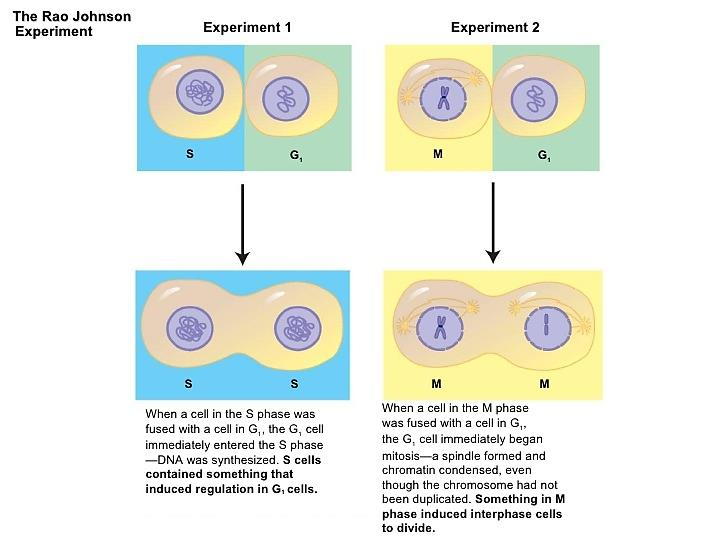 The Rao Johnson
Experiment
Experiment 1
Experiment 2
S
G₁
M
G₁
S
S
M
M
When a cell in the S phase was
fused with a cell in G₁, the G₁ cell
immediately entered the S phase
—DNA was synthesized. S cells
contained something that
induced regulation in G₁ cells.
When a cell in the M phase
was fused with a cell in G₁,
the G₁ cell immediately began
mitosis—a spindle formed and
chromatin condensed, even
though the chromosome had not
been duplicated. Something in M
phase induced interphase cells
to divide.